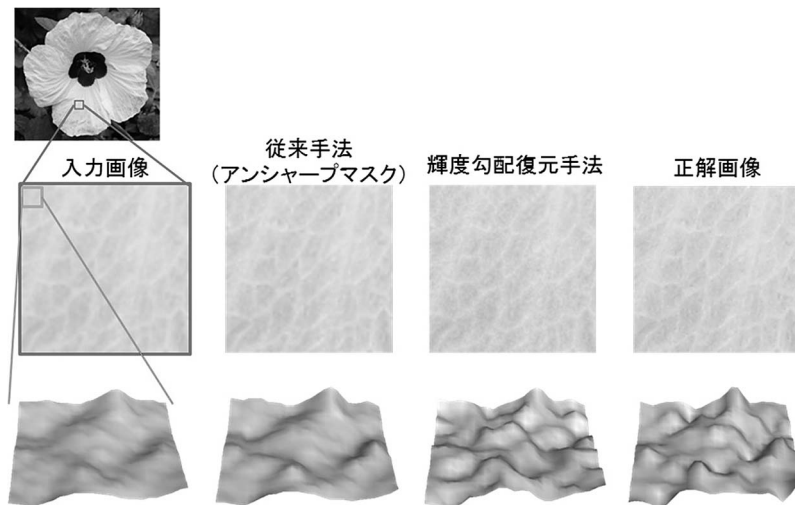 入力画像
従来手法
（アンシャープマスク）
輝度勾配復元手法
正解画像